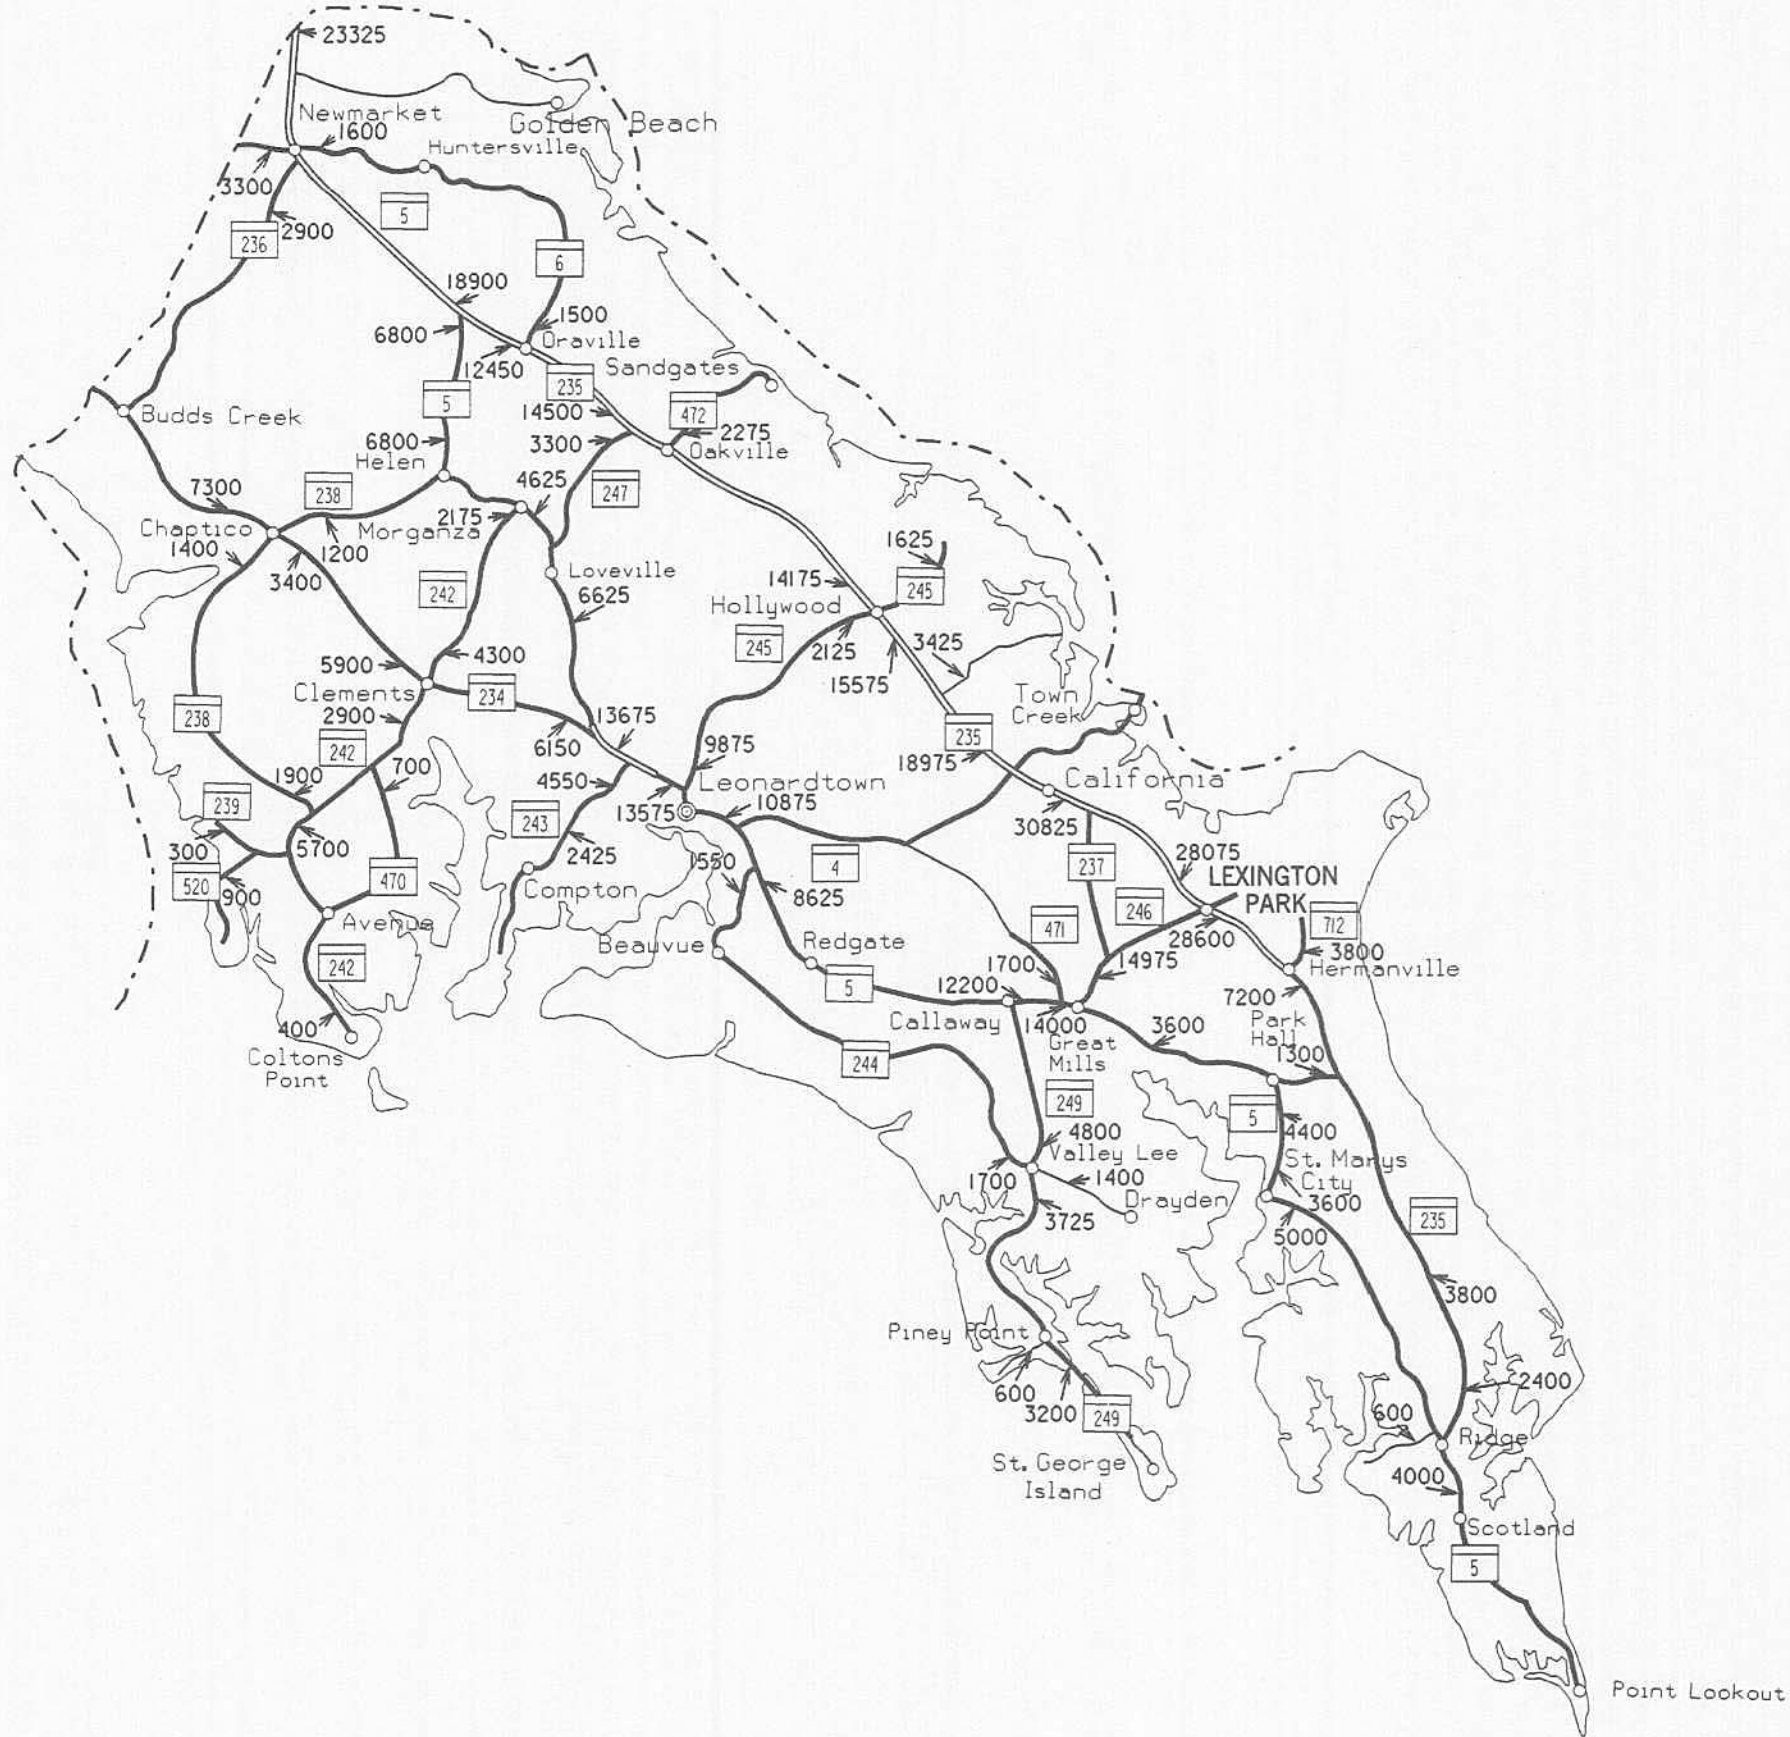 23325
Newmarket
Golden Beach
1600
Huntersville
3300
5
2900
236
6
18900
1500
6800
Oraville
12450
Sandgates
235
5
472
14500
Budds Creek
2275
6800
3300
Oakville
Helen
4625
7300
238
247
2175
Chaptico
Morganza
1400
1200
1625
3400
Loveville
14175
242
245
6625
Hollywood
3425
245
2125
4300
5900
15575
Clements
234
Town
Creek
2900
238
13675
235
242
6150
9875
18975
700
1900
4550
Leonardtown
California
239
13575
10875
243
30825
300
5700
2425
28075
1550
4
237
520
470
Compton
8625
LEXINGTON
PARK
900
246
Avenue
471
712
28600
Beauvue
Redgate
3800
242
1700
14975
Hermanville
5
12200
7200
400
Callaway
14000
3600
Park
Hall
Coltons
Point
Great
Mills
1300
244
249
5
4800
4400
Valley Lee
St. Marys
City
1700
1400
Drayden
3600
3725
235
5000
3800
Piney Point
600
2400
3200
249
600
Ridge
St. George
Island
4000
Scotland
5
Point Lookout